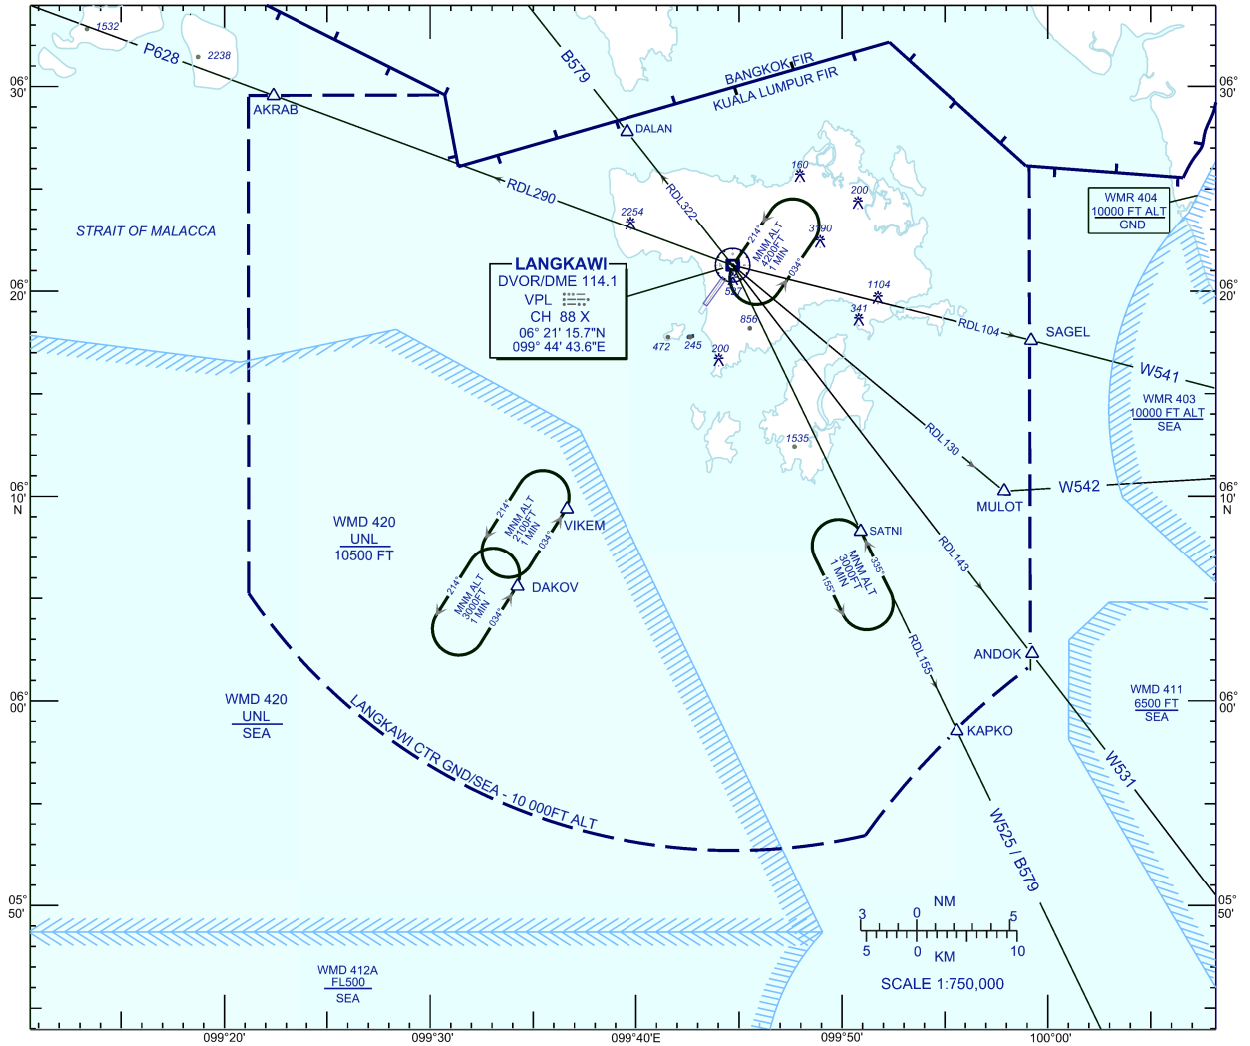 1532
2238
P628
B579
BANGKOK FIR
KUALA LUMPUR FIR
06°
30'
06°
30'
AKRAB
DALAN
160
200
RDL290
RDL322
2254
3190
STRAIT OF MALACCA
WMR 404
10000 FT ALT
GND
214°
MNM ALT
4200FT
1 MIN
034°
LANGKAWI
DVOR/DME 114.1
VPL
CH 88 X
06° 21' 15.7"N
099° 44' 43.6"E
527
1104
341
856
472
245
200
06°
20'
06°
20'
RDL104
SAGEL
W541
WMR 403
10000 FT ALT
SEA
1535
RDL130
MULOT
W542
06°
10'
N
06°
10'
N
WMD 420
UNL
10500 FT
214°
MNM ALT
2100FT
1 MIN
034°
VIKEM
214°
MNM ALT
3000FT
1 MIN
034°
DAKOV
SATNI
MNM ALT
3000FT
1 MIN
335°
155°
RDL143
RDL155
ANDOK
KAPKO
WMD 420
UNL
SEA
WMD 411
6500 FT
SEA
06°
00'
06°
00'
LANGKAWI CTR GND/SEA - 10 000FT ALT
W531
W525 / B579
05°
50'
05°
50'
NM
3 0 5
5 0 10
KM
SCALE 1:750,000
WMD 412A
FL500
SEA
099°20' 099°30' 099°40'E 099°50' 100°00'